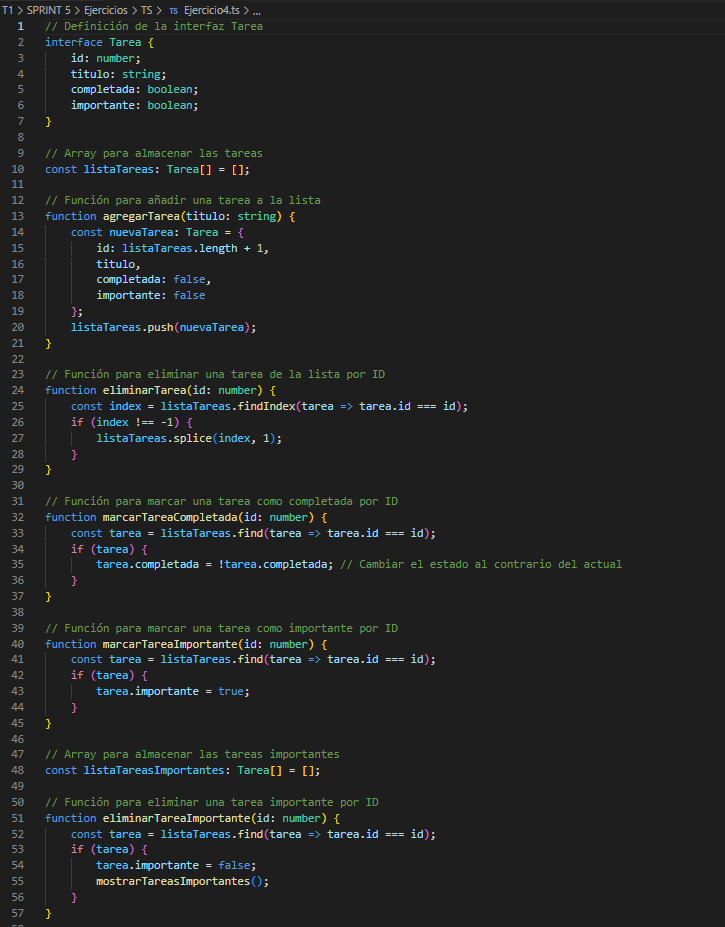 T1 > SPRINT 5 > Ejercicios > TS > TS Ejercicio4.ts > ...
1 // Definición de la interfaz Tarea
2 interface Tarea {
3 id: number;
4 titulo: string;
5 completada: boolean;
6 importante: boolean;
7 }
8
9 // Array para almacenar las tareas
10 const listaTareas: Tarea[] = [];
11
12 // Función para añadir una tarea a la lista
13 function agregarTarea(titulo: string) {
14 const nuevaTarea: Tarea = {
15 id: listaTareas.length + 1,
16 titulo,
17 completada: false,
18 importante: false
19 };
20 listaTareas.push(nuevaTarea);
21 }
22
23 // Función para eliminar una tarea de la lista por ID
24 function eliminarTarea(id: number) {
25 const index = listaTareas.findIndex(tarea => tarea.id === id);
26 if (index !== -1) {
27 listaTareas.splice(index, 1);
28 }
29 }
30
31 // Función para marcar una tarea como completada por ID
32 function marcarTareaCompletada(id: number) {
33 const tarea = listaTareas.find(tarea => tarea.id === id);
34 if (tarea) {
35 tarea.completada = !tarea.completada; // Cambiar el estado al contrario del actual
36 }
37 }
38
39 // Función para marcar una tarea como importante por ID
40 function marcarTareaImportante(id: number) {
41 const tarea = listaTareas.find(tarea => tarea.id === id);
42 if (tarea) {
43 tarea.importante = true;
44 }
45 }
46
47 // Array para almacenar las tareas importantes
48 const listaTareasImportantes: Tarea[] = [];
49
50 // Función para eliminar una tarea importante por ID
51 function eliminarTareaImportante(id: number) {
52 const tarea = listaTareas.find(tarea => tarea.id === id);
53 if (tarea) {
54 tarea.importante = false;
55 mostrarTareasImportantes();
56 }
57 }